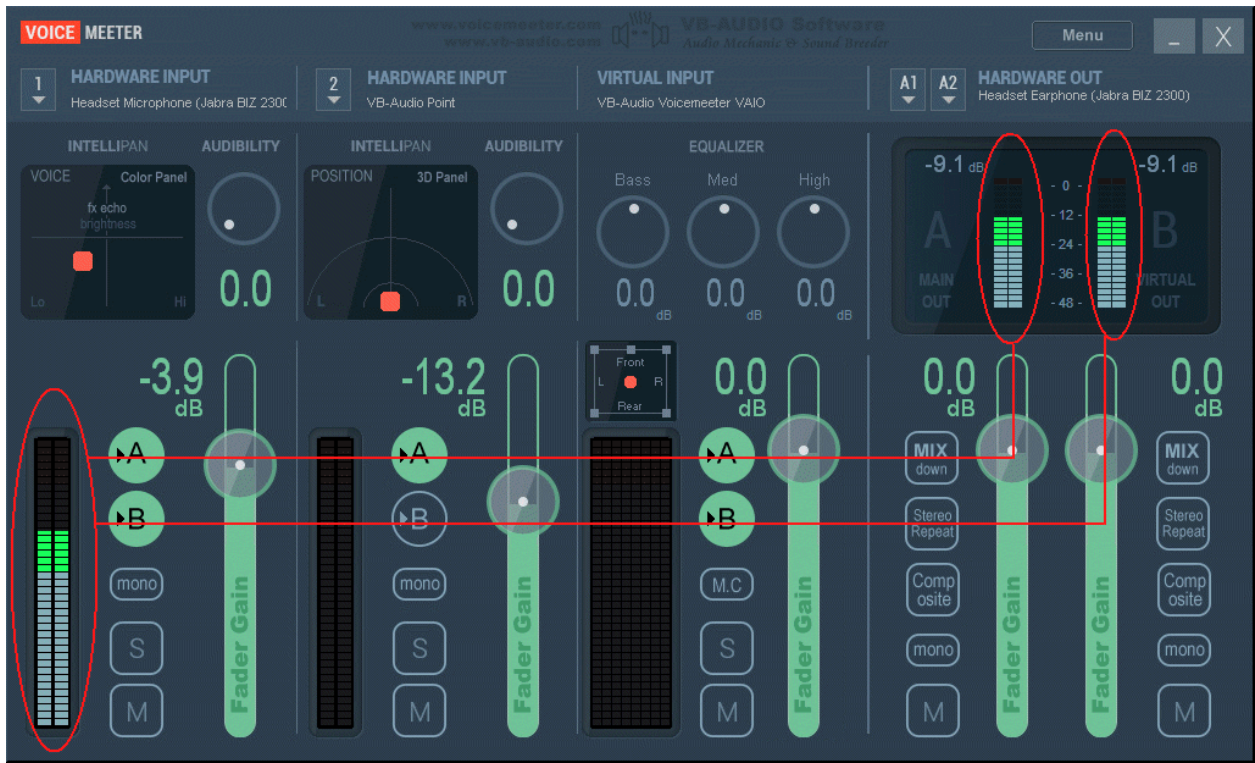 VOICE MEETER
www.voicemeeter.com
www.vb-audio.com
VB-AUDIO Software
Audio Mechanic & Sound Breeder
Menu
_ X
1 HARDWARE INPUT
Headset Microphone (Jabra BIZ 230(
2 HARDWARE INPUT
VB-Audio Point
VIRTUAL INPUT
VB-Audio Voicemeeter VAIO
A1 A2 HARDWARE OUT
Headset Earphone (Jabra BIZ 2300)
INTELLIPAN AUDIBILITY
VOICE Color Panel
fx echo
brightness
Lo Hi
0.0
INTELLIPAN AUDIBILITY
POSITION 3D Panel
L R
0.0
EQUALIZER
Bass Med High
0.0 dB 0.0 dB 0.0 dB
-9.1 dB -9.1 dB
- 0 -
- 12 -
- 24 -
- 36 -
- 48 -
A
MAIN
OUT
B
VIRTUAL
OUT
-3.9
dB
A
B
mono
S
M
Fader Gain
-13.2
dB
A
B
mono
S
M
Fader Gain
Front
L R
Rear
0.0
dB
A
B
M.C
S
M
Fader Gain
0.0
dB
MIX
down
Stereo
Repeat
Comp
osite
mono
M
Fader Gain
Fader Gain
0.0
dB
MIX
down
Stereo
Repeat
Comp
osite
mono
M